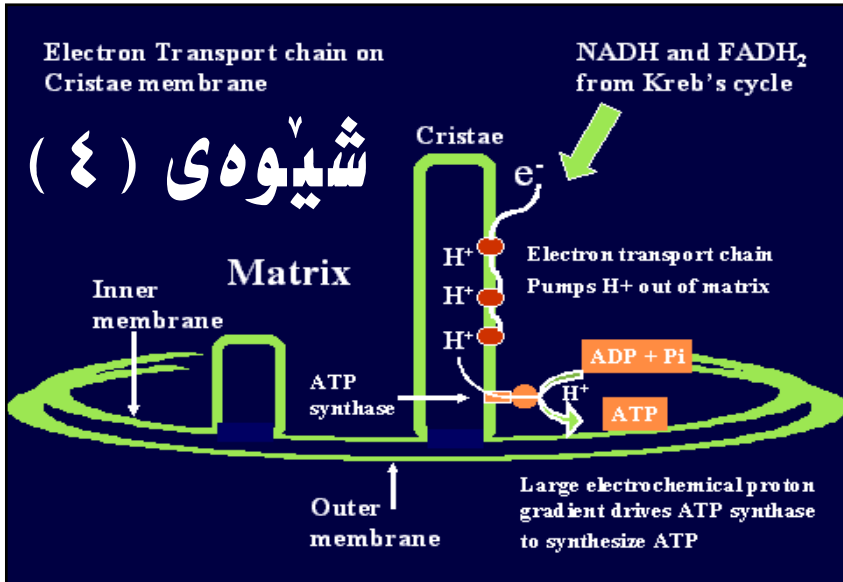 Electron Transport chain on
Cristae membrane
NADH and FADH₂
from Kreb's cycle
شێوەی ( ٤ )
Cristae
e⁻
H⁺
Electron transport chain
Matrix
H⁺
Pumps H+ out of matrix
Inner
membrane
H⁺
ADP + Pi
ATP
synthase
H⁺
ATP
Outer
membrane
Large electrochemical proton
gradient drives ATP synthase
to synthesize ATP